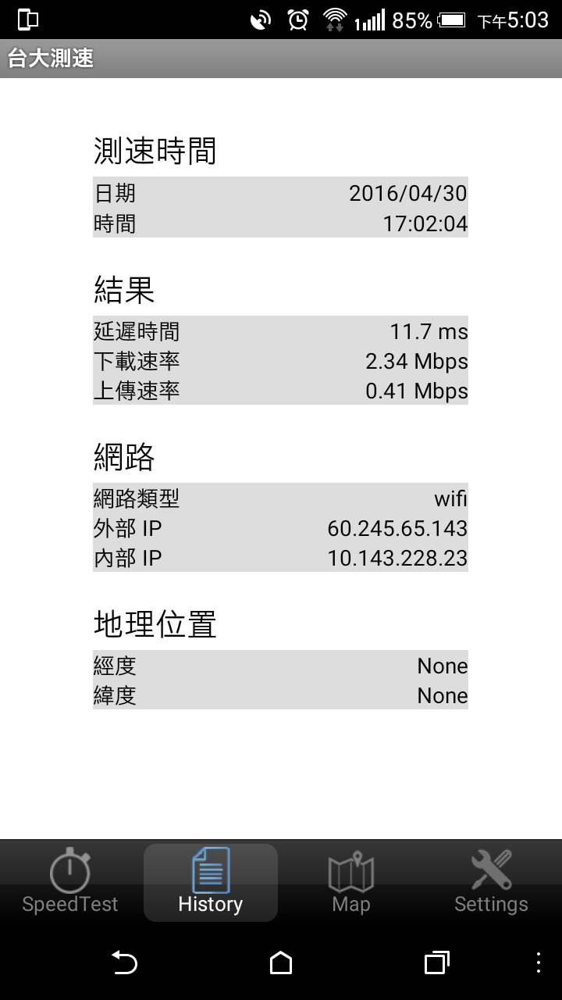 1 85% 下午5:03
台大測速
測速時間
日期 2016/04/30
時間 17:02:04
結果
延遲時間 11.7 ms
下載速率 2.34 Mbps
上傳速率 0.41 Mbps
網路
網路類型 wifi
外部 IP 60.245.65.143
內部 IP 10.143.228.23
地理位置
經度 None
緯度 None
SpeedTest History Map Settings